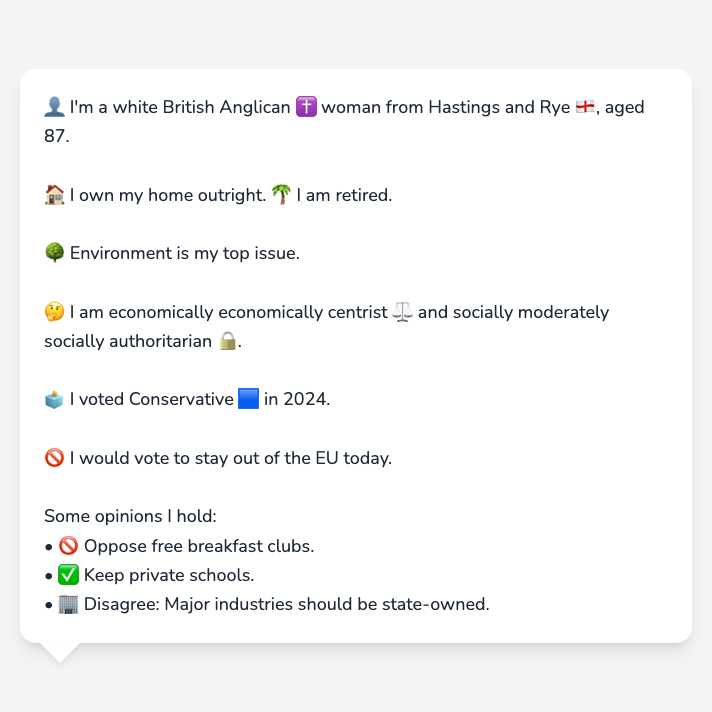 👤 I'm a white British Anglican ✝️ woman from Hastings and Rye 🏴󠁧󠁢󠁥󠁮󠁧󠁿, aged
87.
🏠 I own my home outright. 🌴 I am retired.
🌳 Environment is my top issue.
🤔 I am economically economically centrist ⚖️ and socially moderately
socially authoritarian 🔒.
🗳️ I voted Conservative 🟦 in 2024.
🚫 I would vote to stay out of the EU today.
Some opinions I hold:
• 🚫 Oppose free breakfast clubs.
• ✅ Keep private schools.
• 🏢 Disagree: Major industries should be state-owned.